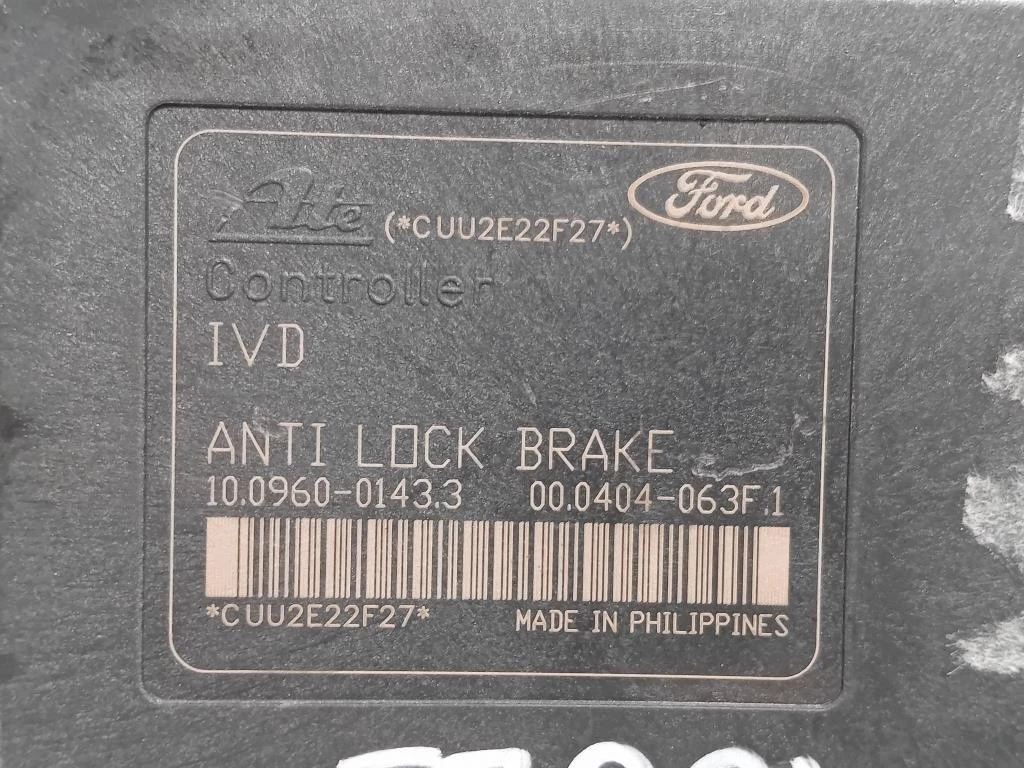 Ate (*CUU2E22F27*) Ford
Controller
IVD
ANTI LOCK BRAKE
10.0960-0143.3 00.0404-063F.1
*CUU2E22F27* MADE IN PHILIPPINES